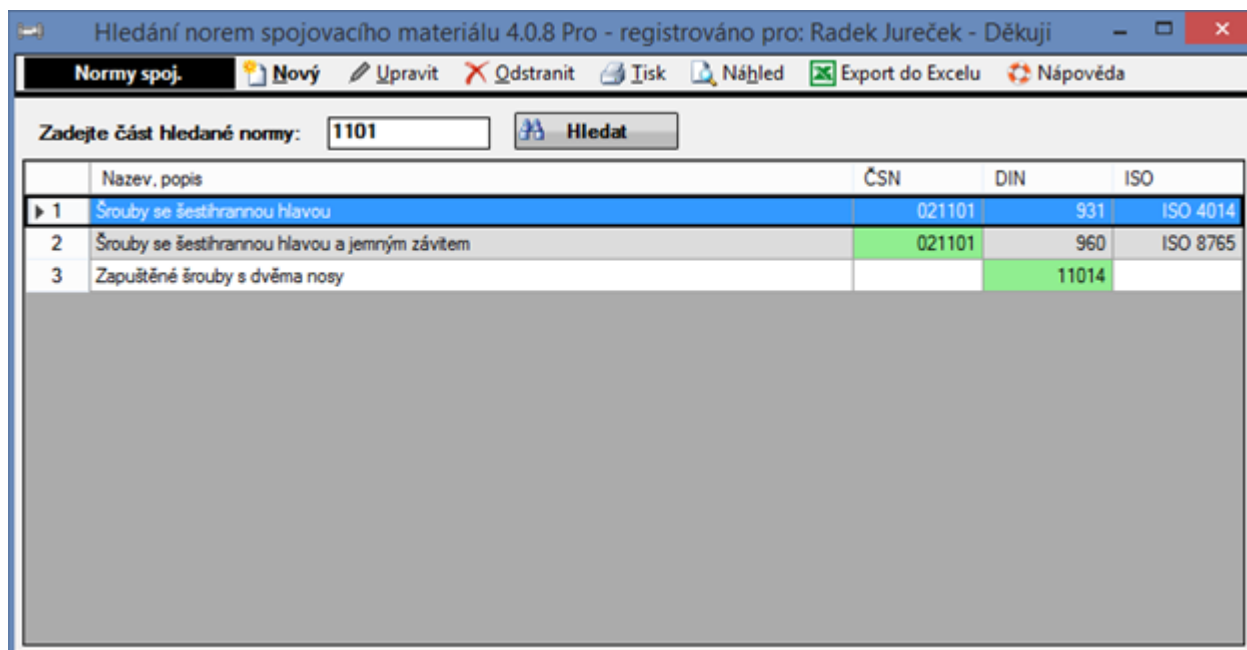 Hledání norem spojovacího materiálu 4.0.8 Pro - registrováno pro: Radek Jureček - Děkuji
Normy spoj. Nový Upravit Odstranit Tisk Náhled Export do Excelu Nápověda
Zadejte část hledané normy: 1101 Hledat
Nazev, popis ČSN DIN ISO
1 Šrouby se šestihrannou hlavou 021101 931 ISO 4014
2 Šrouby se šestihrannou hlavou a jemným závitem 021101 960 ISO 8765
3 Zapuštěné šrouby s dvěma nosy 11014